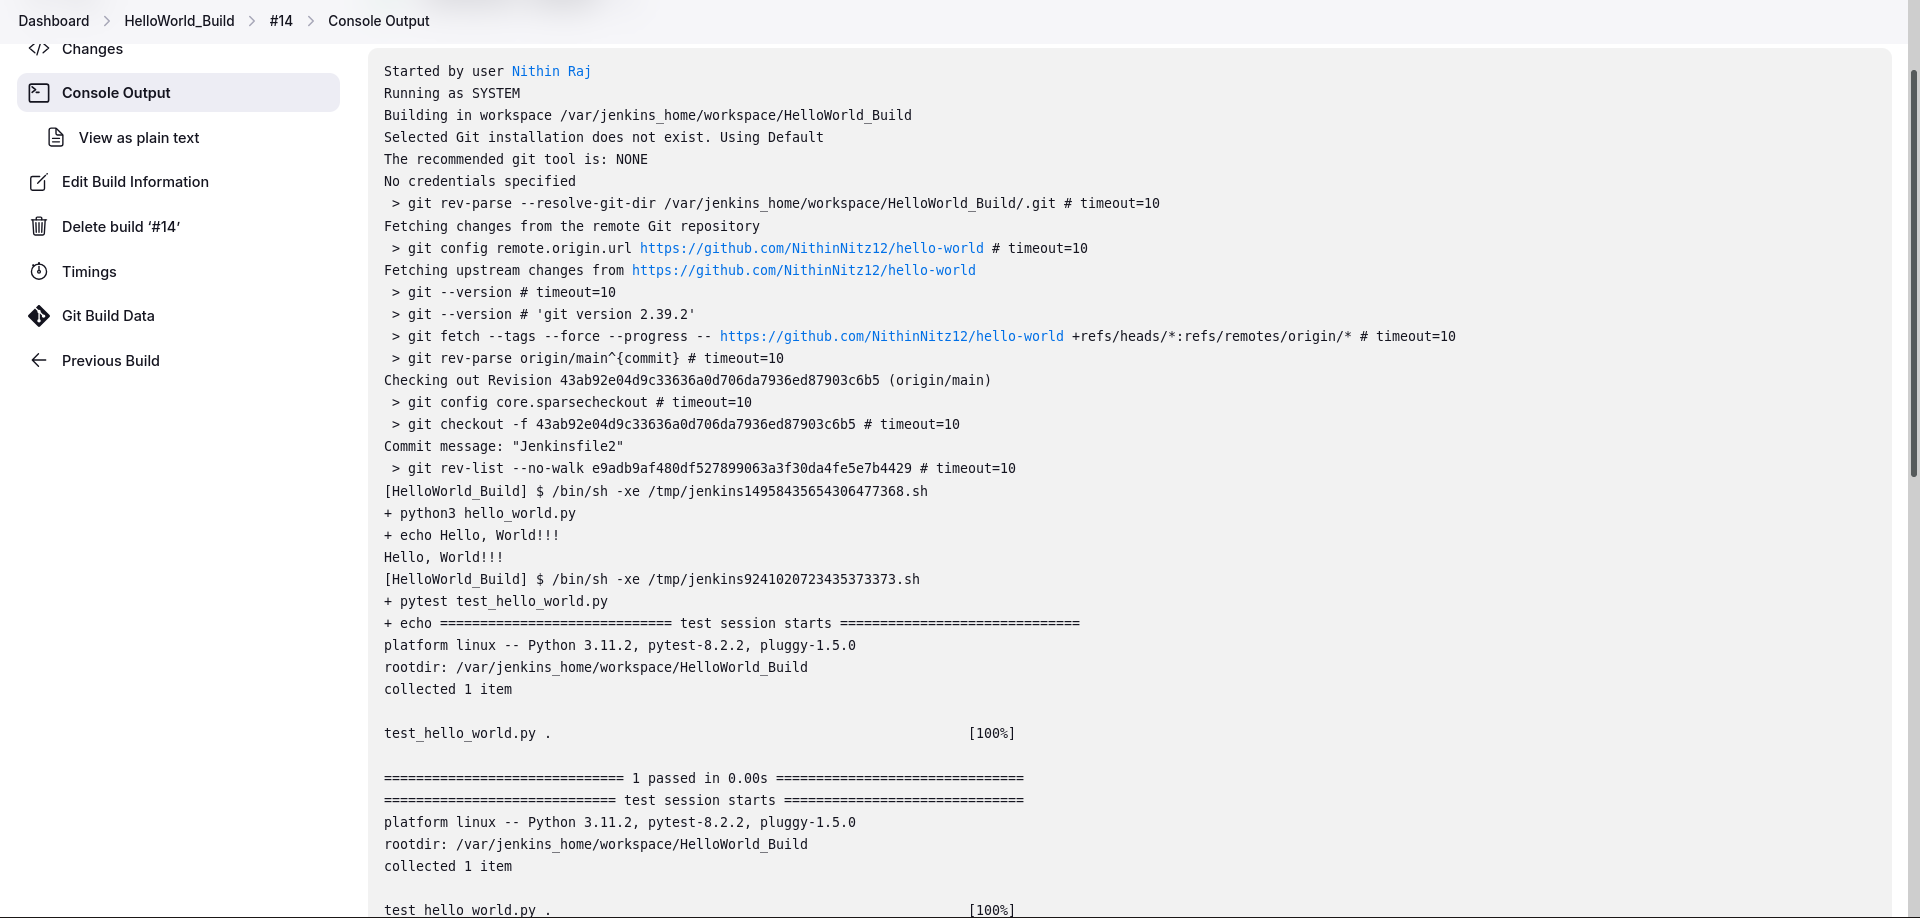 Dashboard > HelloWorld_Build > #14 > Console Output
Changes
Console Output
View as plain text
Edit Build Information
Delete build ‘#14’
Timings
Git Build Data
Previous Build
Started by user Nithin Raj
Running as SYSTEM
Building in workspace /var/jenkins_home/workspace/HelloWorld_Build
Selected Git installation does not exist. Using Default
The recommended git tool is: NONE
No credentials specified
 > git rev-parse --resolve-git-dir /var/jenkins_home/workspace/HelloWorld_Build/.git # timeout=10
Fetching changes from the remote Git repository
 > git config remote.origin.url https://github.com/NithinNitz12/hello-world # timeout=10
Fetching upstream changes from https://github.com/NithinNitz12/hello-world
 > git --version # timeout=10
 > git --version # 'git version 2.39.2'
 > git fetch --tags --force --progress -- https://github.com/NithinNitz12/hello-world +refs/heads/*:refs/remotes/origin/* # timeout=10
 > git rev-parse origin/main^{commit} # timeout=10
Checking out Revision 43ab92e04d9c33636a0d706da7936ed87903c6b5 (origin/main)
 > git config core.sparsecheckout # timeout=10
 > git checkout -f 43ab92e04d9c33636a0d706da7936ed87903c6b5 # timeout=10
Commit message: "Jenkinsfile2"
 > git rev-list --no-walk e9adb9af480df527899063a3f30da4fe5e7b4429 # timeout=10
[HelloWorld_Build] $ /bin/sh -xe /tmp/jenkins14958435654306477368.sh
+ python3 hello_world.py
+ echo Hello, World!!!
Hello, World!!!
[HelloWorld_Build] $ /bin/sh -xe /tmp/jenkins9241020723435373373.sh
+ pytest test_hello_world.py
+ echo ============================= test session starts ==============================
platform linux -- Python 3.11.2, pytest-8.2.2, pluggy-1.5.0
rootdir: /var/jenkins_home/workspace/HelloWorld_Build
collected 1 item
test_hello_world.py .                                                    [100%]
============================== 1 passed in 0.00s ===============================
============================= test session starts ==============================
platform linux -- Python 3.11.2, pytest-8.2.2, pluggy-1.5.0
rootdir: /var/jenkins_home/workspace/HelloWorld_Build
collected 1 item
test_hello_world.py .                                                    [100%]